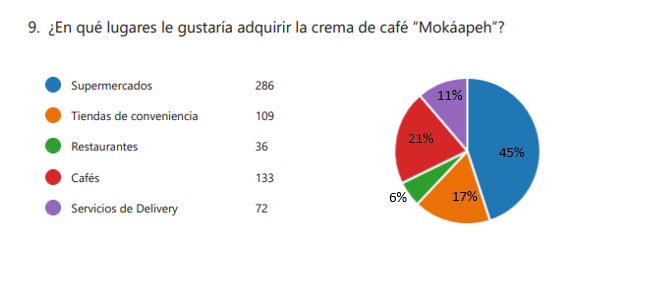 9. ¿En qué lugares le gustaría adquirir la crema de café “Mokáapeh”?
Supermercados 286
Tiendas de conveniencia 109
Restaurantes 36
Cafés 133
Servicios de Delivery 72
11%
21%
45%
6%
17%